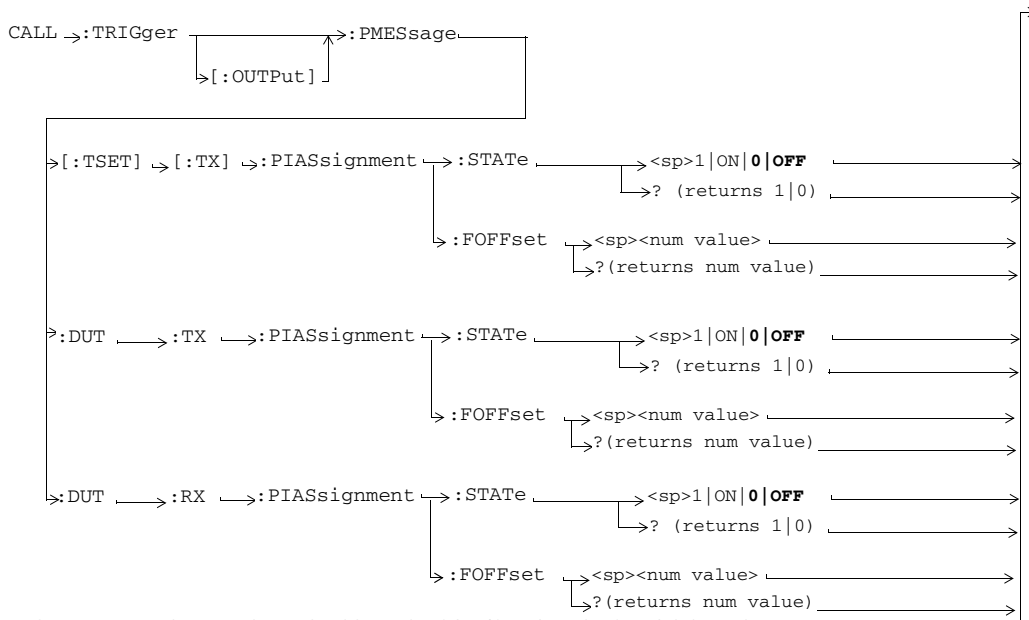 CALL :TRIGger :PMESsage
[:OUTPut]
[:TSET] [:TX] :PIASsignment :STATe <sp>1|ON|0|OFF
? (returns 1|0)
:FOFFset <sp><num value>
?(returns num value)
:DUT :TX :PIASsignment :STATe <sp>1|ON|0|OFF
? (returns 1|0)
:FOFFset <sp><num value>
?(returns num value)
:DUT :RX :PIASsignment :STATe <sp>1|ON|0|OFF
? (returns 1|0)
:FOFFset <sp><num value>
?(returns num value)